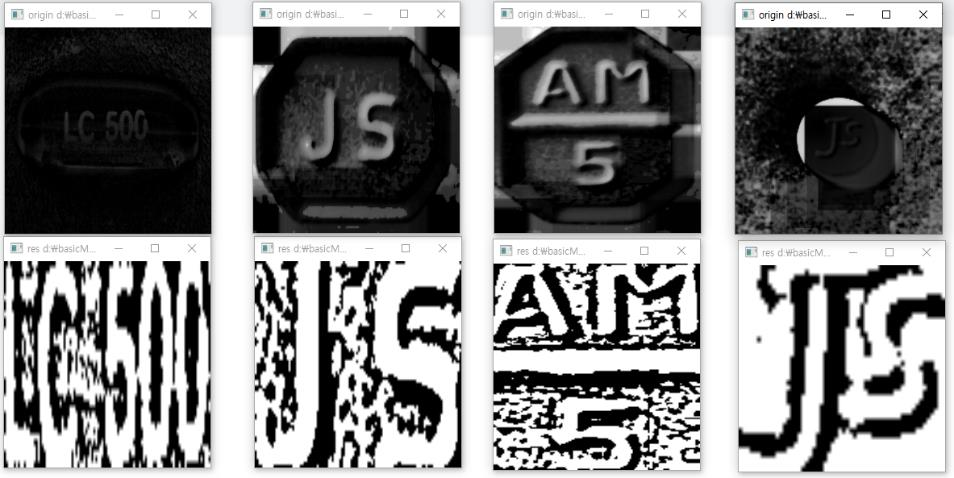 origin d:₩basi...
origin d:₩basi...
origin d:₩basi...
origin d:₩basi...
LC 500
JS
AM
5
JS
res d:₩basicM...
res d:₩basicM...
res d:₩basicM...
res d:₩basicM...
LC500
JS
AM
5
JS